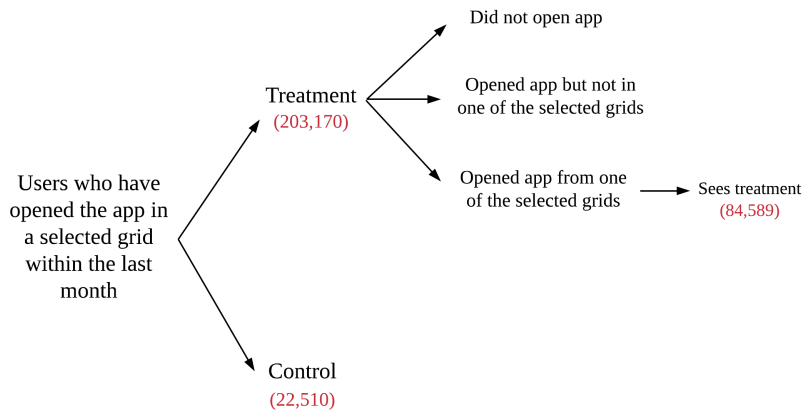 Did not open app
Opened app but not in
one of the selected grids
Treatment
(203,170)
Opened app from one
of the selected grids
Sees treatment
(84,589)
Users who have
opened the app in
a selected grid
within the last
month
Control
(22,510)